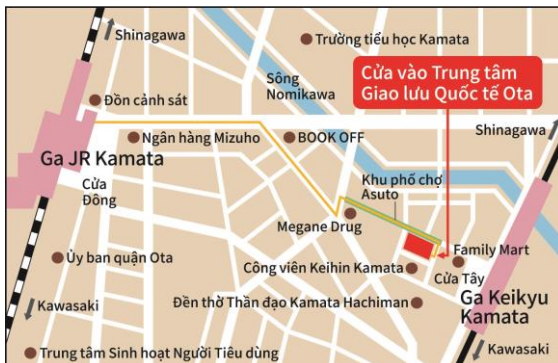 Shinagawa
Trường tiểu học Kamata
Sông
Nomikawa
Cửa vào Trung tâm
Giao lưu Quốc tế Ota
Đồn cảnh sát
Ngân hàng Mizuho
BOOK OFF
Shinagawa
Ga JR Kamata
Cửa
Đông
Khu phố chợ
Asuto
Megane Drug
Family Mart
Ủy ban quận Ota
Công viên Keihin Kamata
Cửa Tây
Đền thờ Thần đạo Kamata Hachiman
Ga Keikyu
Kamata
Kawasaki
Trung tâm Sinh hoạt Người Tiêu dùng
Kawasaki